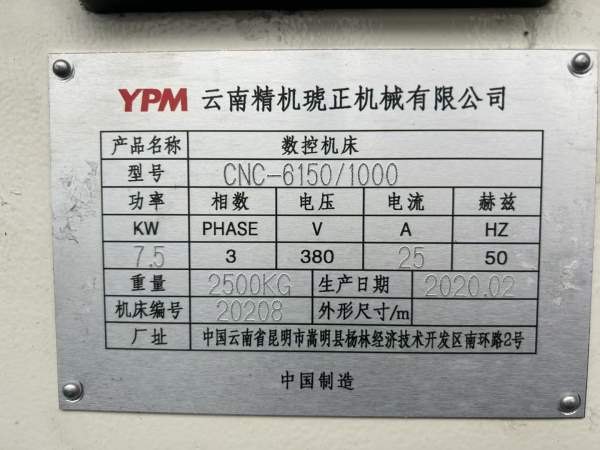 YPM 云南精机琥正机械有限公司
产品名称 数控机床
型号 CNC-6150/1000
功率 相数 电压 电流 赫兹
KW PHASE V A HZ
7.5 3 380 25 50
重量 2500KG 生产日期 2020.02
机床编号 20208 外形尺寸/m
厂址 中国云南省昆明市嵩明县杨林经济技术开发区南环路2号
中国制造